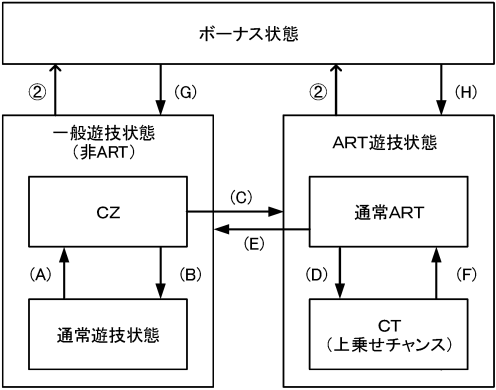 ボーナス状態
②
(G)
②
(H)
一般遊技状態
(非ART)
ART遊技状態
CZ
(C)
通常ART
(E)
(A)
(B)
(D)
(F)
通常遊技状態
CT
(上乗せチャンス)